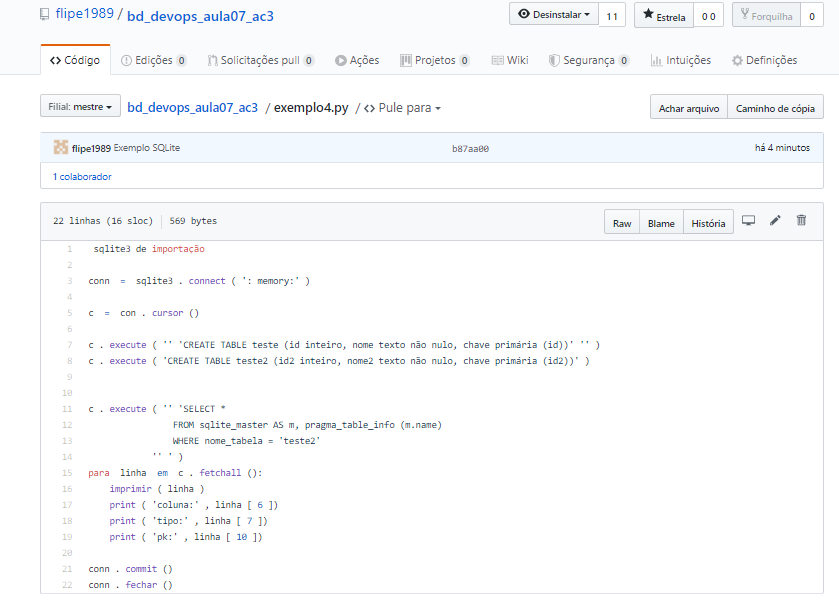 flipe1989 / bd_devops_aula07_ac3
Desinstalar 11 Estrela 0 0 Forquilha 0
Código Edições 0 Solicitações pull 0 Ações Projetos 0 Wiki Segurança 0 Intuições Definições
Filial: mestre bd_devops_aula07_ac3 / exemplo4.py / <> Pule para Achar arquivo Caminho de cópia
flipe1989 Exemplo SQLite b87aa00 há 4 minutos
1 colaborador
22 linhas (16 sloc) 569 bytes Raw Blame História
1 sqlite3 de importação
2
3 conn = sqlite3 . connect ( ': memory:' )
4
5 c = con . cursor ()
6
7 c . execute ( '' 'CREATE TABLE teste (id inteiro, nome texto não nulo, chave primária (id))' '' )
8 c . execute ( 'CREATE TABLE teste2 (id2 inteiro, nome2 texto não nulo, chave primária (id2))' )
9
10
11 c . execute ( '' 'SELECT *
12 FROM sqlite_master AS m, pragma_table_info (m.name)
13 WHERE nome_tabela = 'teste2'
14 '' ' )
15 para linha em c . fetchall ():
16 imprimir ( linha )
17 print ( 'coluna:' , linha [ 6 ])
18 print ( 'tipo:' , linha [ 7 ])
19 print ( 'pk:' , linha [ 10 ])
20
21 conn . commit ()
22 conn . fechar ()